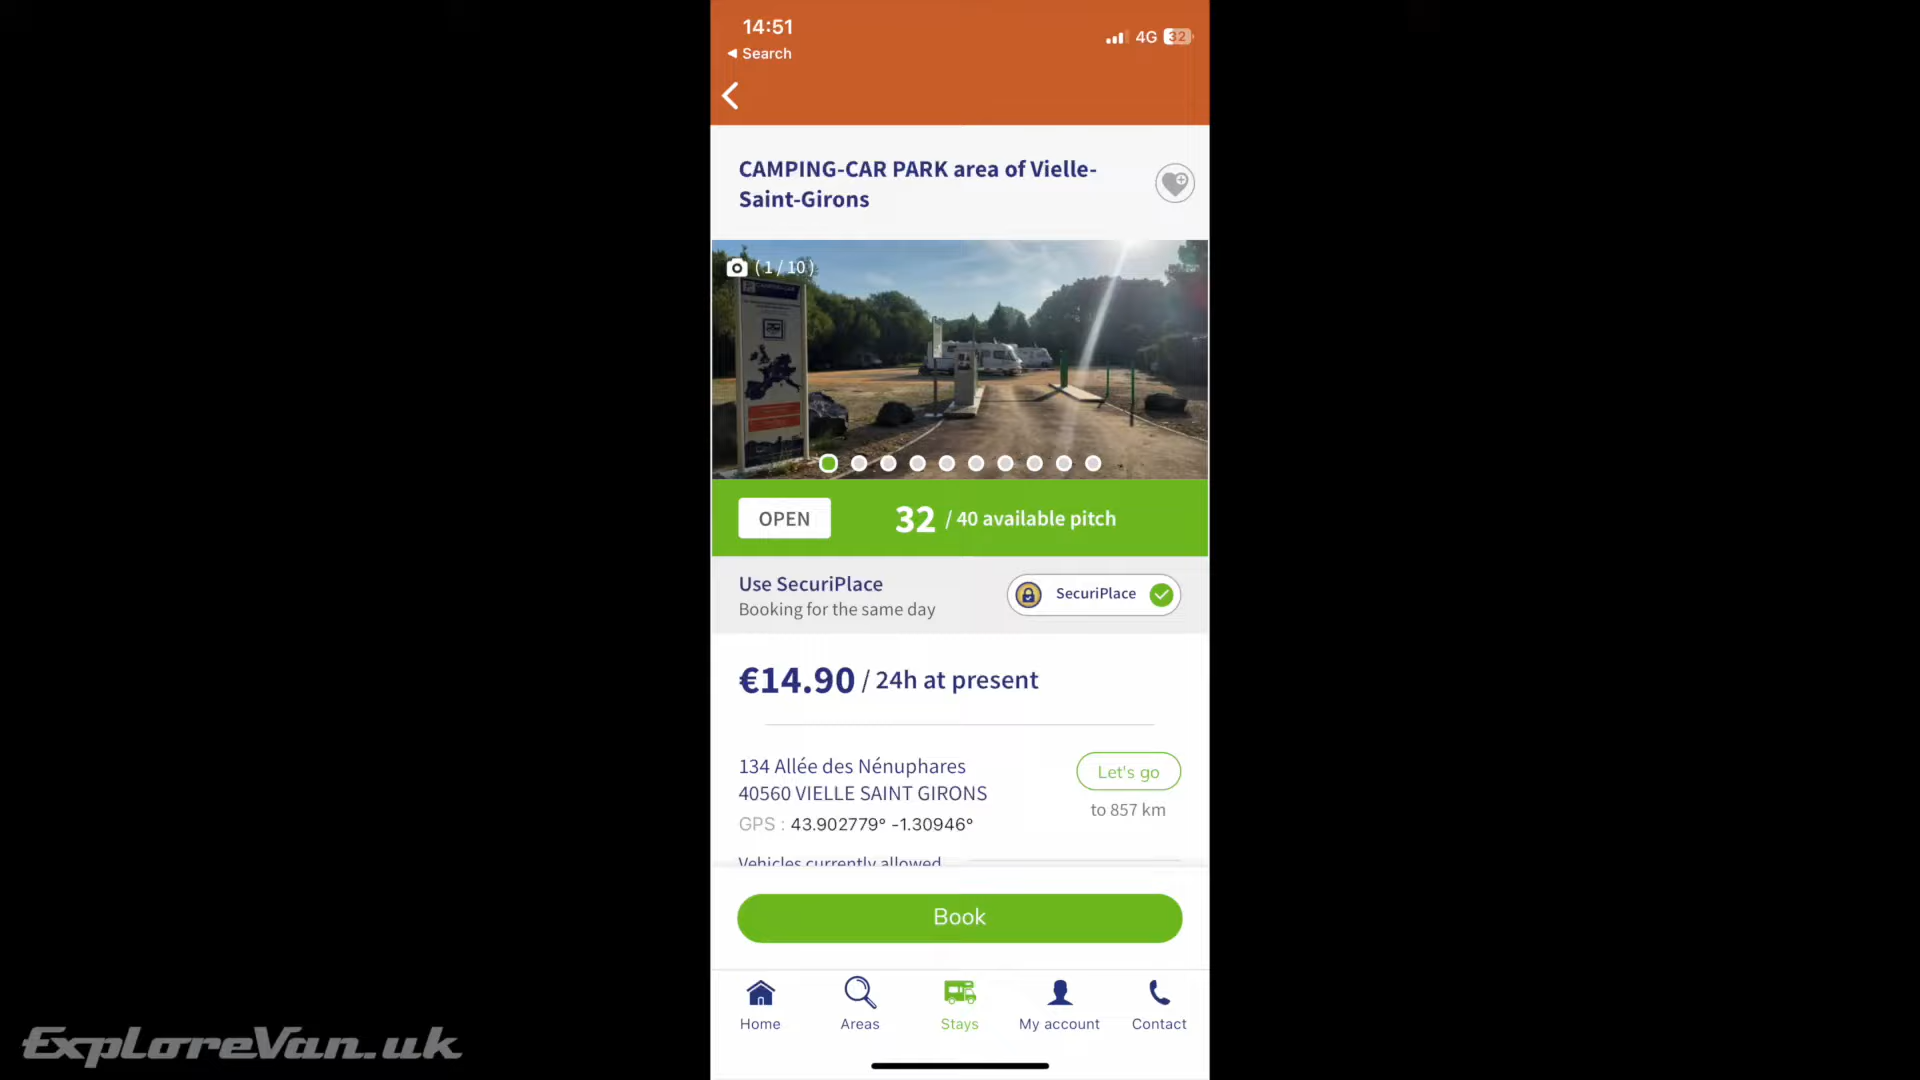 14:51
4G 32
Search
CAMPING-CAR PARK area of Vielle-
Saint-Girons
(1/10)
CAMPING-CAR
OPEN
32 / 40 available pitch
Use SecuriPlace
Booking for the same day
SecuriPlace
€14.90 / 24h at present
134 Allée des Nénuphares
40560 VIELLE SAINT GIRONS
GPS : 43.902779° -1.30946°
Let's go
to 857 km
Vehicles currently allowed
Book
Home
Areas
Stays
My account
Contact
ExploreVan.uk